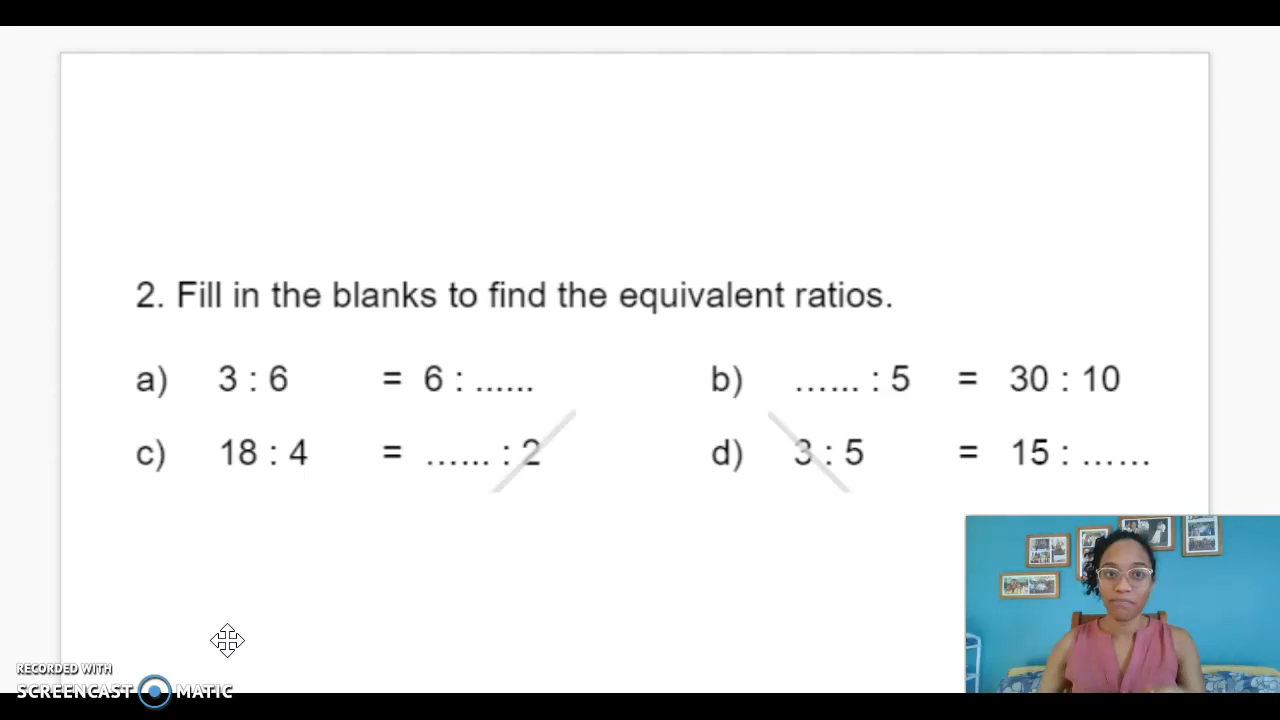 2. Fill in the blanks to find the equivalent ratios.
a) 3 : 6 = 6 : ...... b) ...... : 5 = 30 : 10
c) 18 : 4 = ...... : 2 d) 3 : 5 = 15 : ......
RECORDED WITH
SCREENCAST MATIC